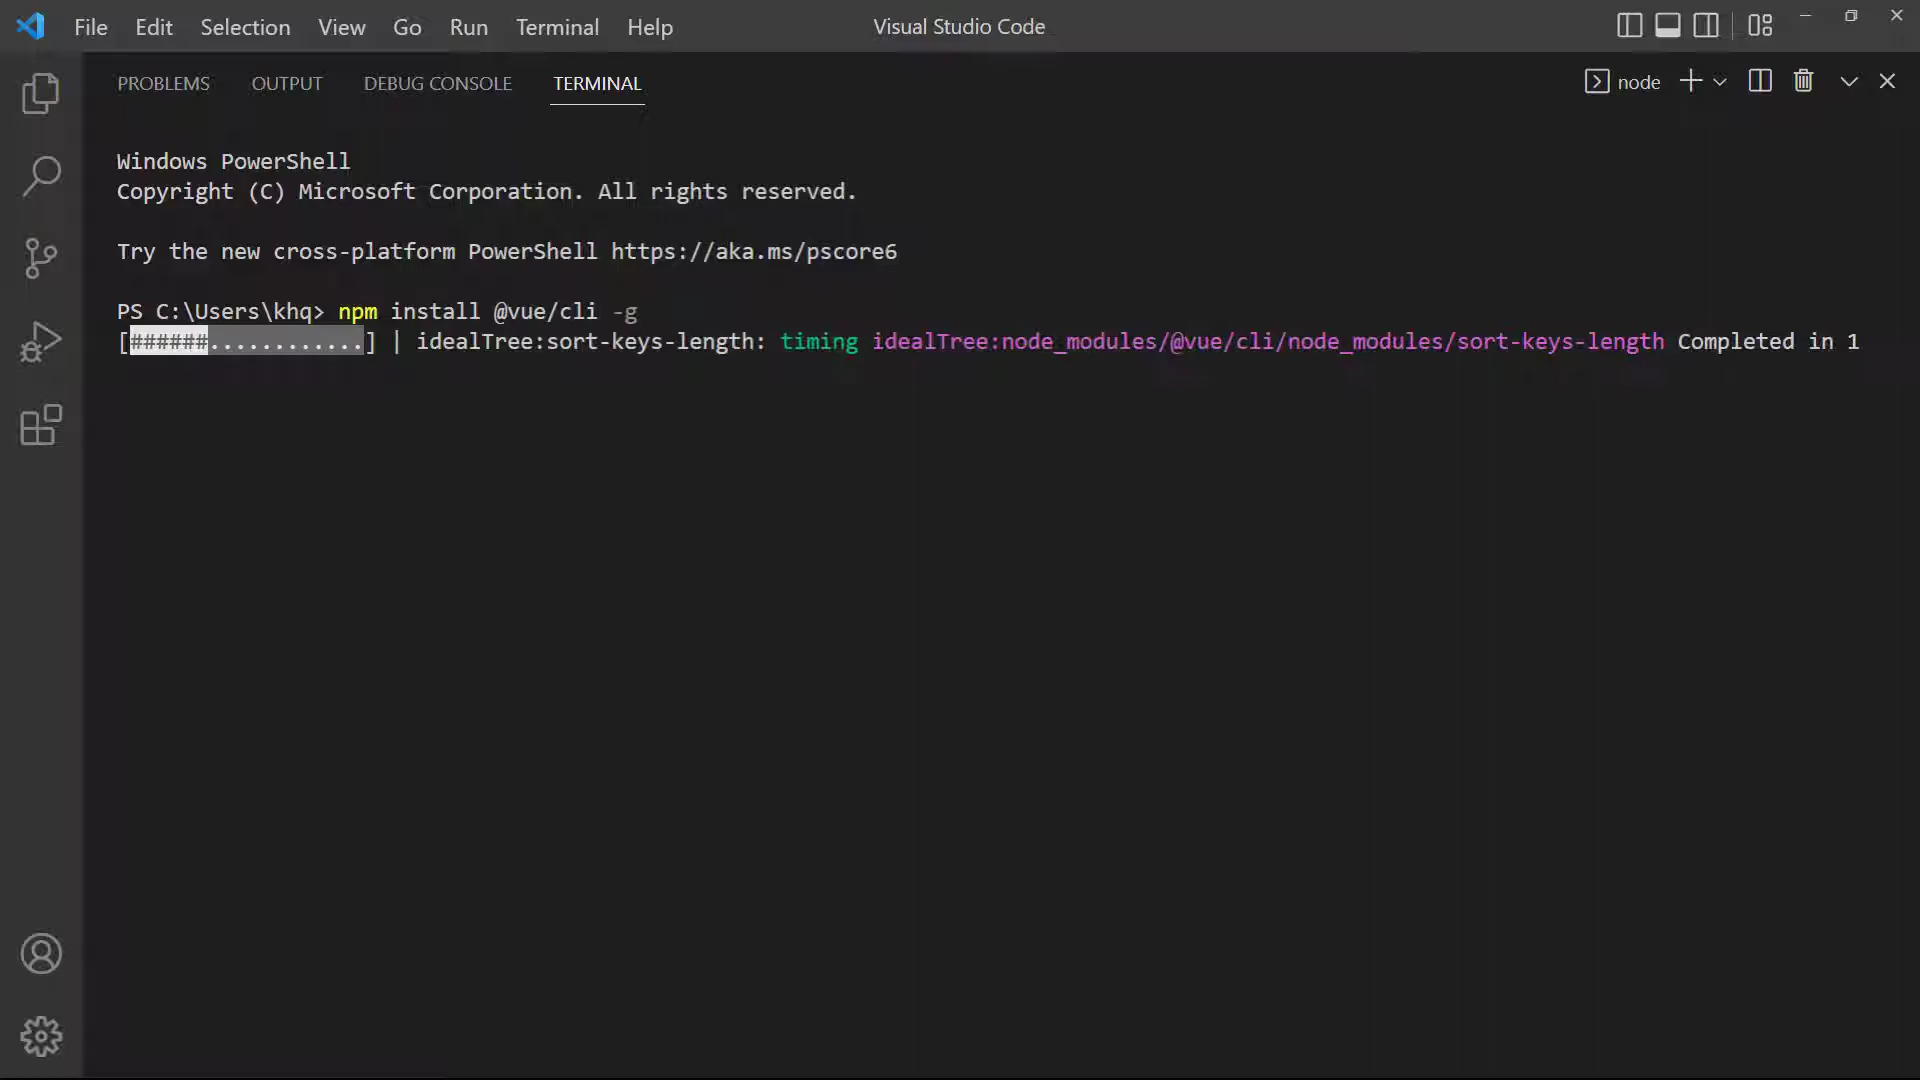 File Edit Selection View Go Run Terminal Help Visual Studio Code
PROBLEMS OUTPUT DEBUG CONSOLE TERMINAL node
Windows PowerShell
Copyright (C) Microsoft Corporation. All rights reserved.
Try the new cross-platform PowerShell https://aka.ms/pscore6
PS C:\Users\khq> npm install @vue/cli -g
[######............] | idealTree:sort-keys-length: timing idealTree:node_modules/@vue/cli/node_modules/sort-keys-length Completed in 1